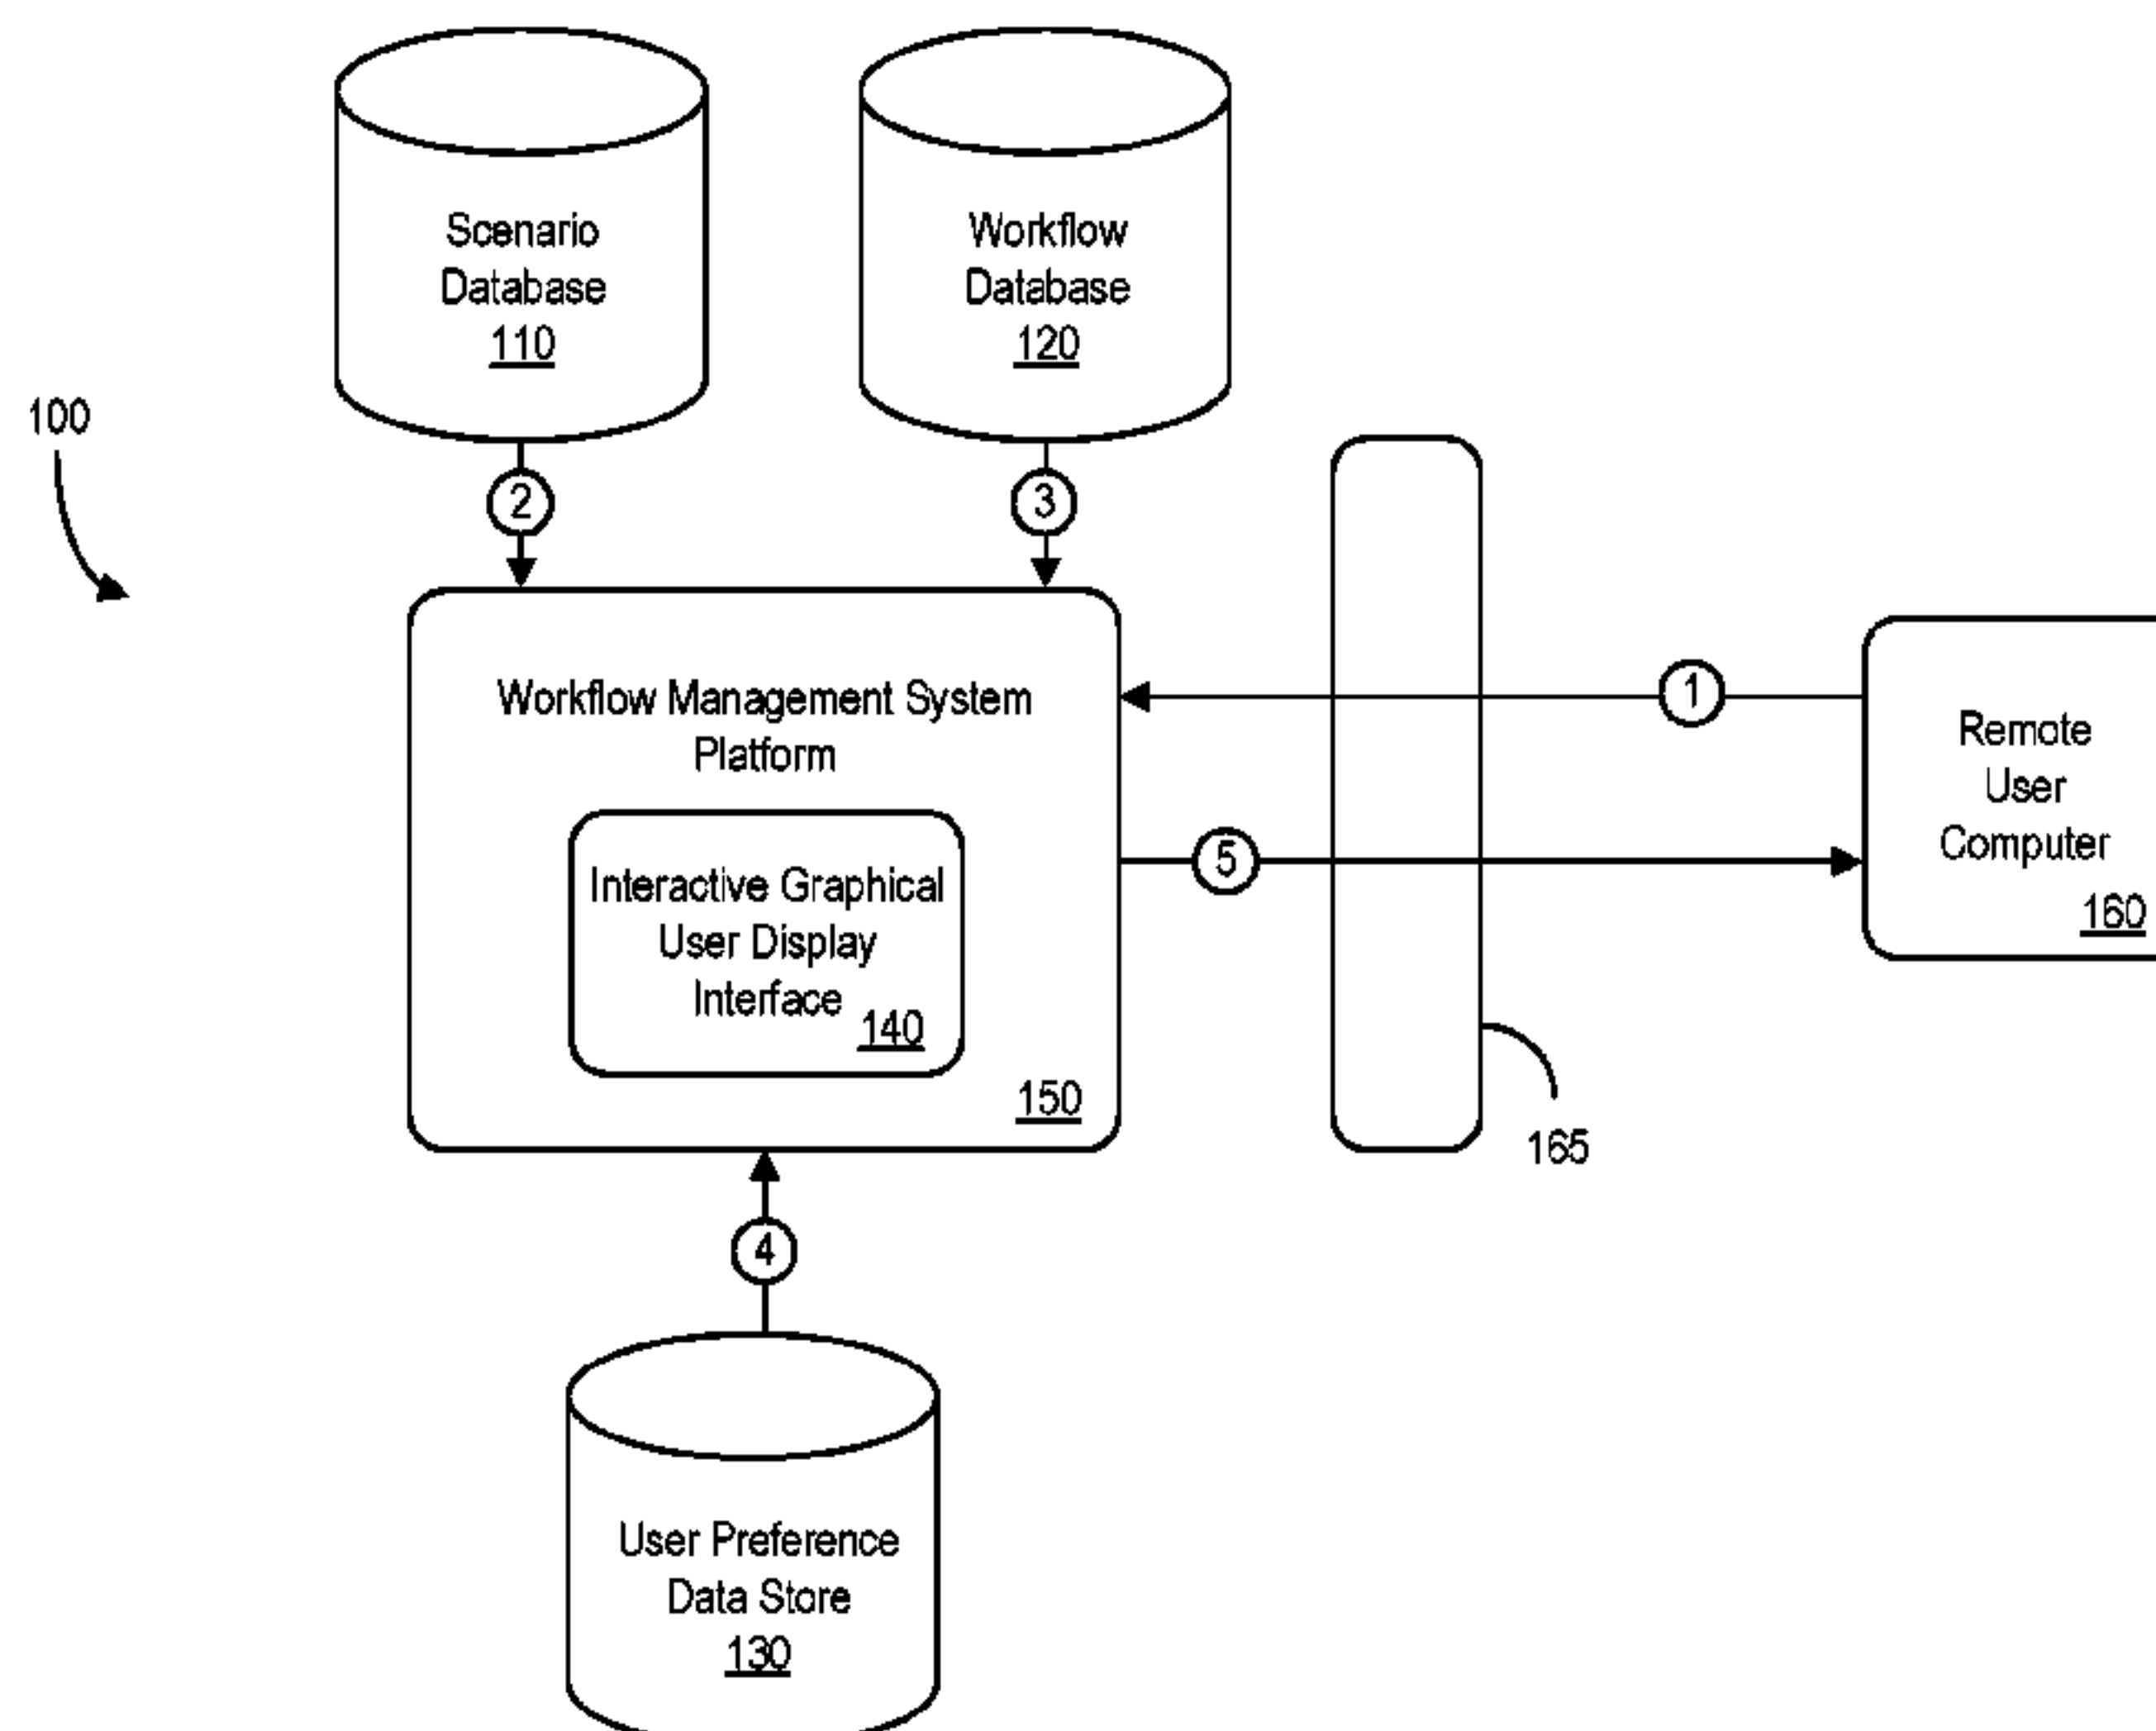 Scenario
Database
110
Workflow
Database
120
100
2
3
Workflow Management System
Platform
1
Remote
User
Computer
160
5
Interactive Graphical
User Display
Interface
140
150
165
4
User Preference
Data Store
130